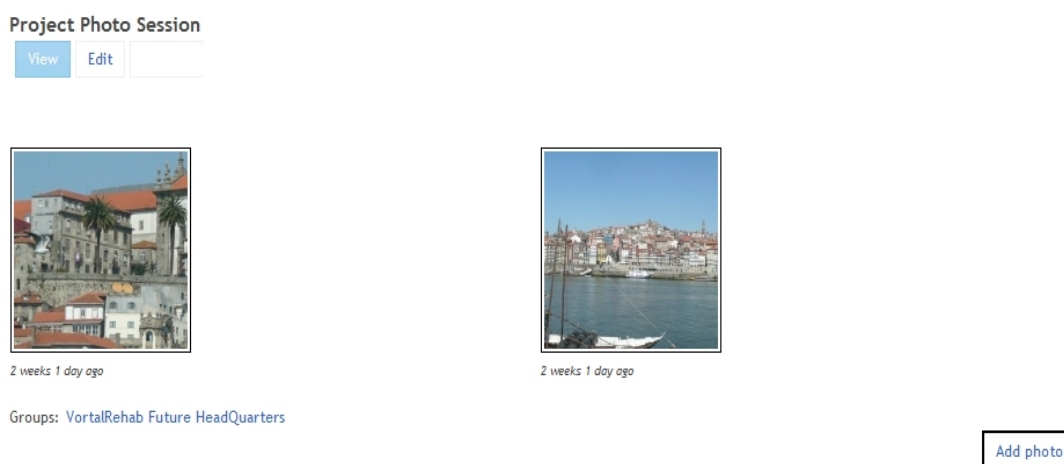 Project Photo Session
View Edit
2 weeks 1 day ago 2 weeks 1 day ago
Groups: VortalRehab Future HeadQuarters
Add photo